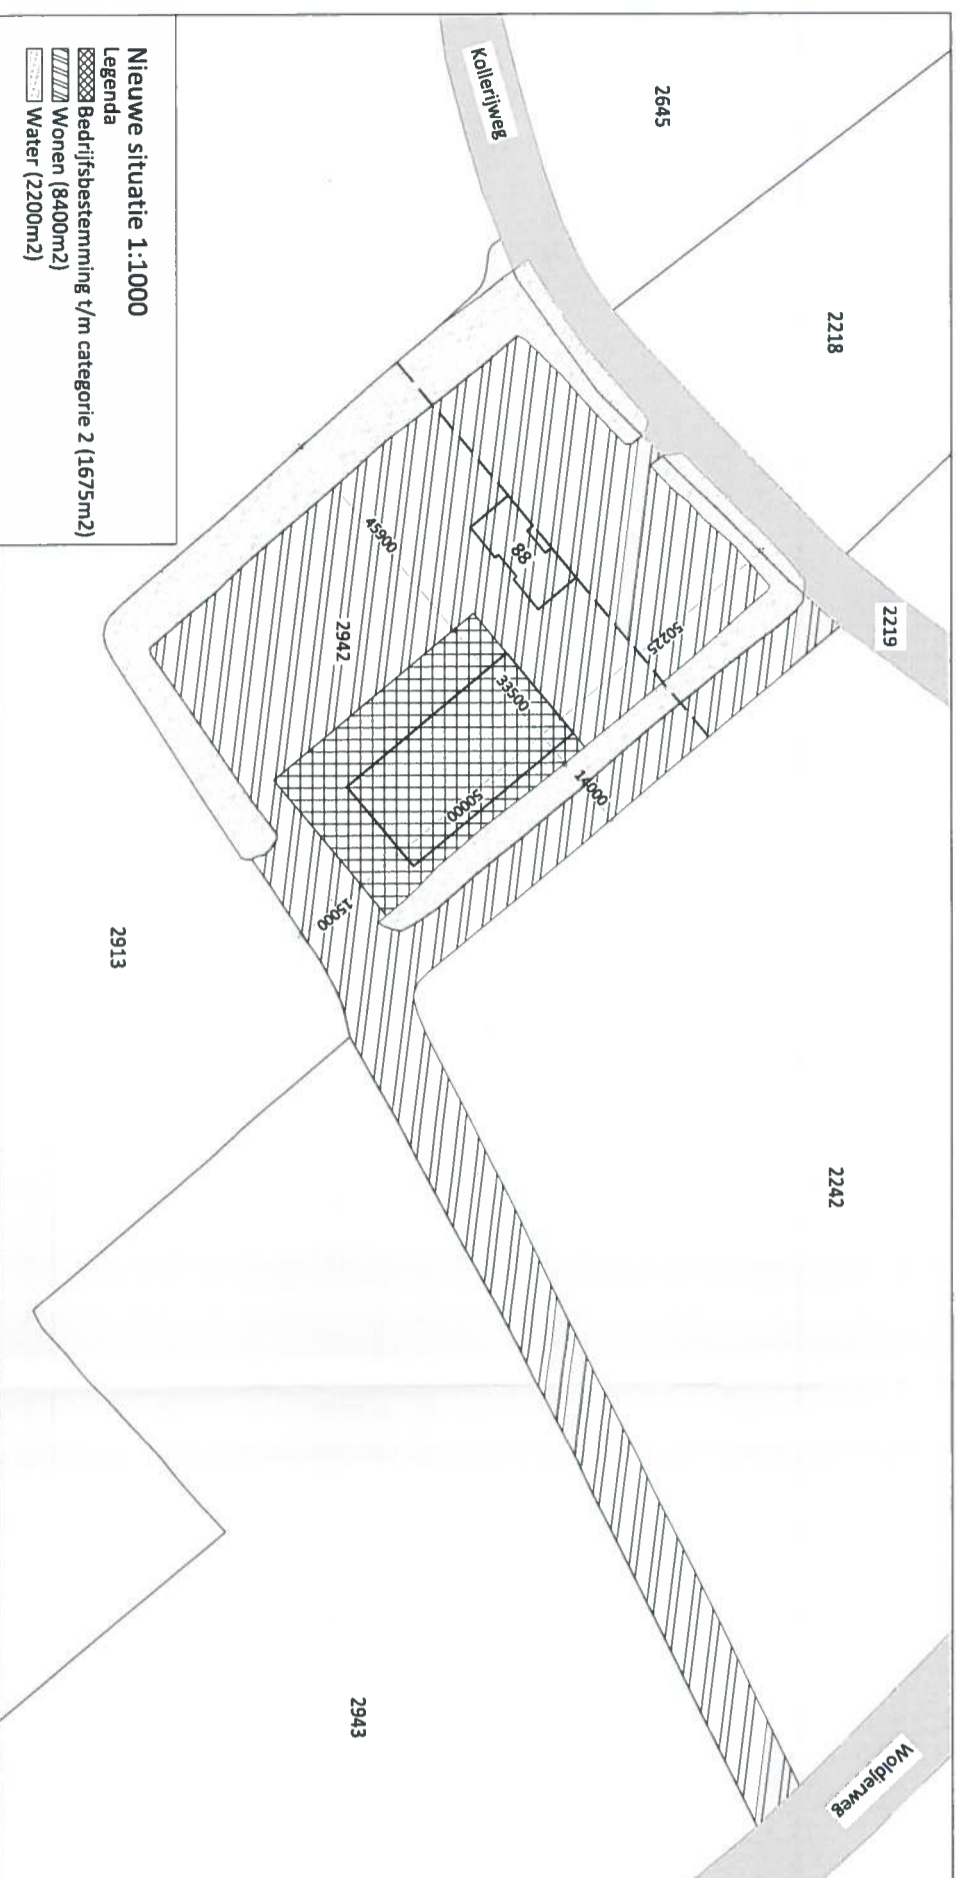 Nieuwe situatie 1:1000
Legenda
Bedrijfsbestemming t/m categorie 2 (1675m2)
Wonen (8400m2)
Water (2200m2)
Kollerijweg
2645
2218
2219
88
45900
50225
2942
33500
14000
50000
15000
2913
2242
2943
Woldjerweg